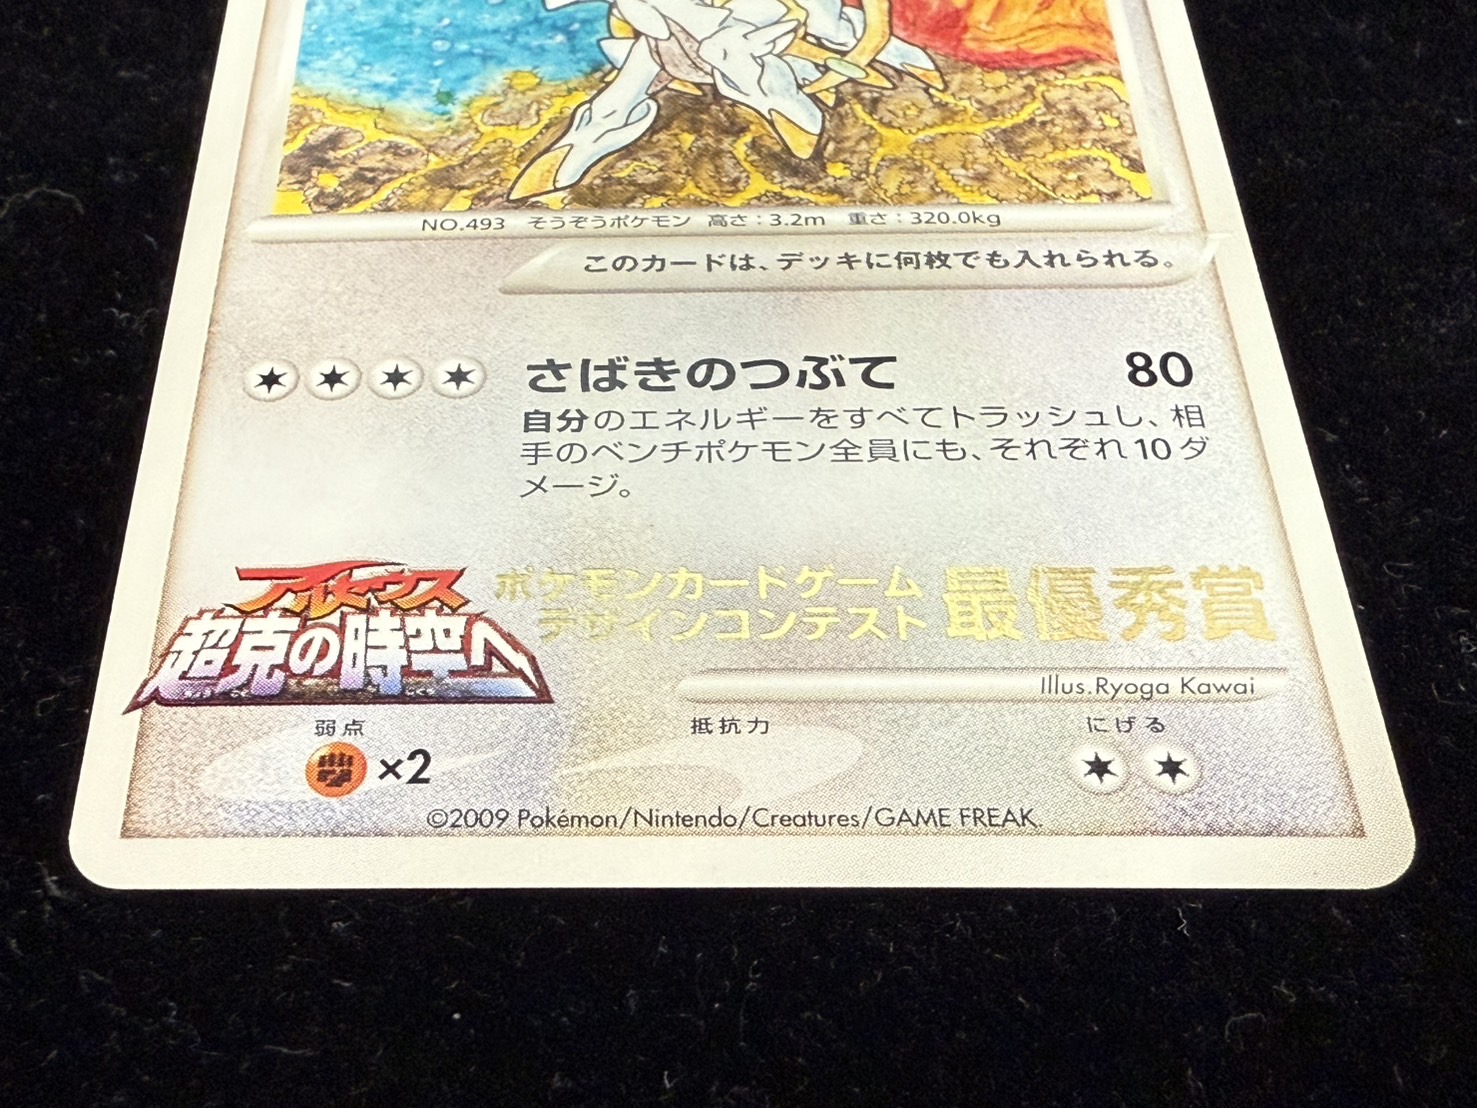 NO.493 そうぞうポケモン 高さ:3.2m 重さ:320.0kg
このカードは、デッキに何枚でも入れられる。
さばきのつぶて 80
自分のエネルギーをすべてトラッシュし、相
手のベンチポケモン全員にも、それぞれ10ダ
メージ。
アルセウス
超克の時空へ
ポケモンカードゲーム
デザインコンテスト 最優秀賞
Illus.Ryoga Kawai
弱点 抵抗力 にげる
×2
©2009 Pokémon/Nintendo/Creatures/GAME FREAK.